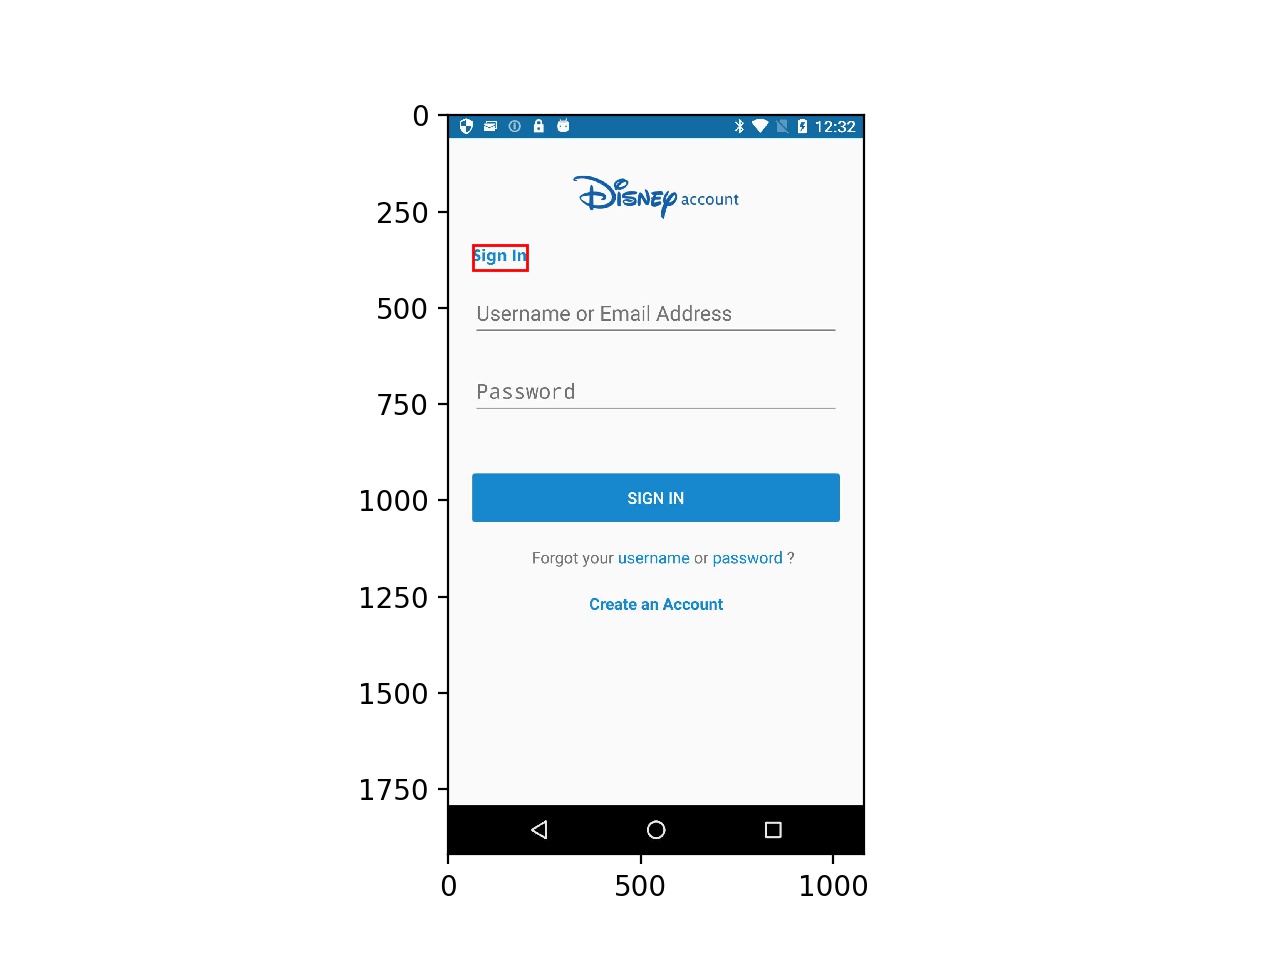 0
12:32
Disney account
250
Sign In
500
Username or Email Address
750
Password
1000
SIGN IN
Forgot your username or password ?
1250
Create an Account
1500
1750
0 500 1000